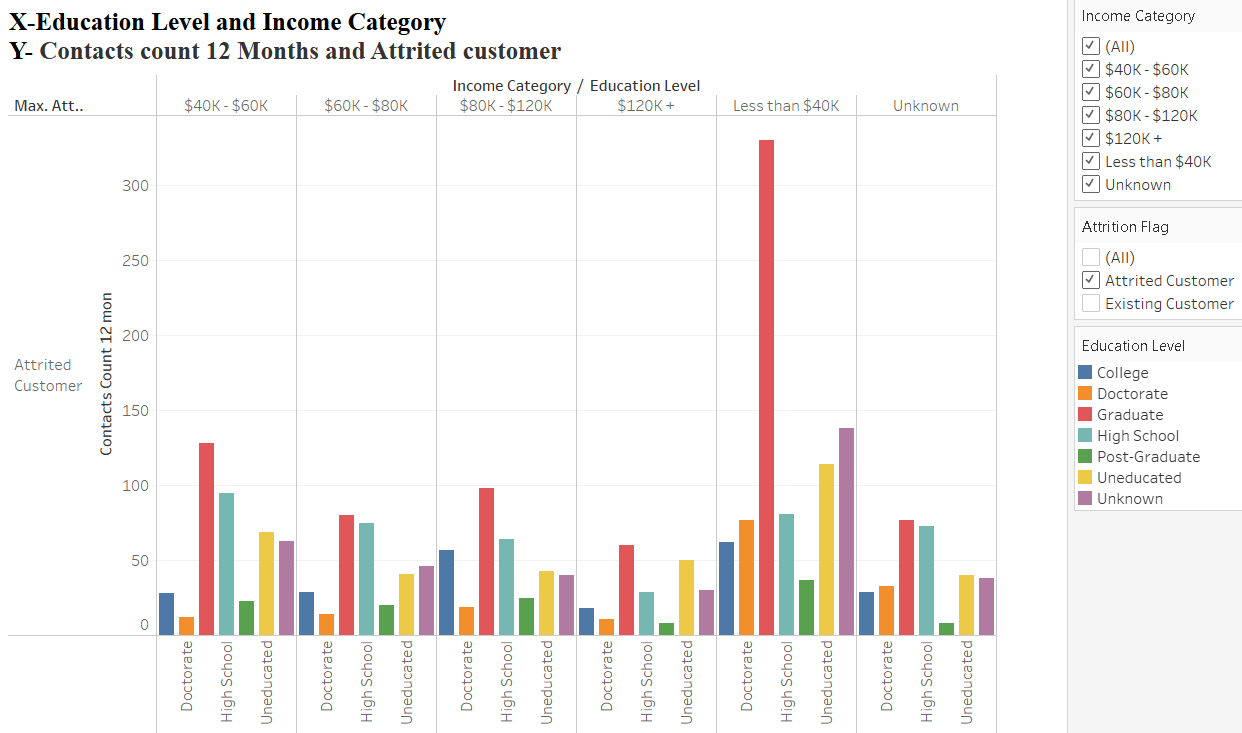 X-Education Level and Income Category
Y- Contacts count 12 Months and Attrited customer
Income Category / Education Level
Max. Att.. $40K - $60K $60K - $80K $80K - $120K $120K + Less than $40K Unknown
300
250
200
150
100
50
0
Contacts Count 12 mon
Attrited
Customer
Doctorate High School Uneducated Doctorate High School Uneducated Doctorate High School Uneducated Doctorate High School Uneducated Doctorate High School Uneducated Doctorate High School Uneducated
Income Category
(All)
$40K - $60K
$60K - $80K
$80K - $120K
$120K +
Less than $40K
Unknown
Attrition Flag
(All)
Attrited Customer
Existing Customer
Education Level
College
Doctorate
Graduate
High School
Post-Graduate
Uneducated
Unknown